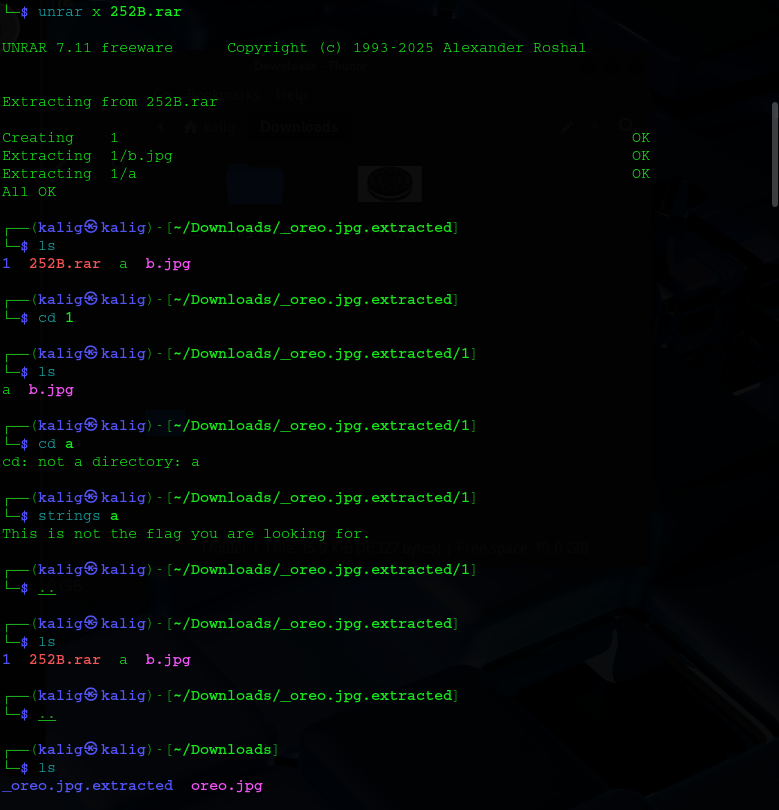 └─$ unrar x 252B.rar
UNRAR 7.11 freeware      Copyright (c) 1993-2025 Alexander Roshal
Extracting from 252B.rar
Creating    1                                                         OK
Extracting  1/b.jpg                                                   OK
Extracting  1/a                                                       OK
All OK
┌──(kalig㉿kalig)-[~/Downloads/_oreo.jpg.extracted]
└─$ ls
1  252B.rar  a  b.jpg
┌──(kalig㉿kalig)-[~/Downloads/_oreo.jpg.extracted]
└─$ cd 1
┌──(kalig㉿kalig)-[~/Downloads/_oreo.jpg.extracted/1]
└─$ ls
a  b.jpg
┌──(kalig㉿kalig)-[~/Downloads/_oreo.jpg.extracted/1]
└─$ cd a
cd: not a directory: a
┌──(kalig㉿kalig)-[~/Downloads/_oreo.jpg.extracted/1]
└─$ strings a
This is not the flag you are looking for.
┌──(kalig㉿kalig)-[~/Downloads/_oreo.jpg.extracted/1]
└─$ ..
┌──(kalig㉿kalig)-[~/Downloads/_oreo.jpg.extracted]
└─$ ls
1  252B.rar  a  b.jpg
┌──(kalig㉿kalig)-[~/Downloads/_oreo.jpg.extracted]
└─$ ..
┌──(kalig㉿kalig)-[~/Downloads]
└─$ ls
_oreo.jpg.extracted  oreo.jpg